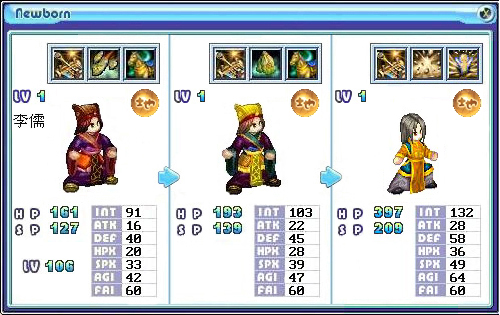 Newborn
LV 1
李儒
HP 161
SP 127
LV 106
INT 91
ATK 16
DEF 40
HPX 20
SPX 33
AGI 42
FAI 60
LV 1
HP 193
SP 139
INT 103
ATK 22
DEF 45
HPX 28
SPX 39
AGI 47
FAI 60
LV 1
HP 397
SP 209
INT 132
ATK 28
DEF 58
HPX 36
SPX 49
AGI 64
FAI 60